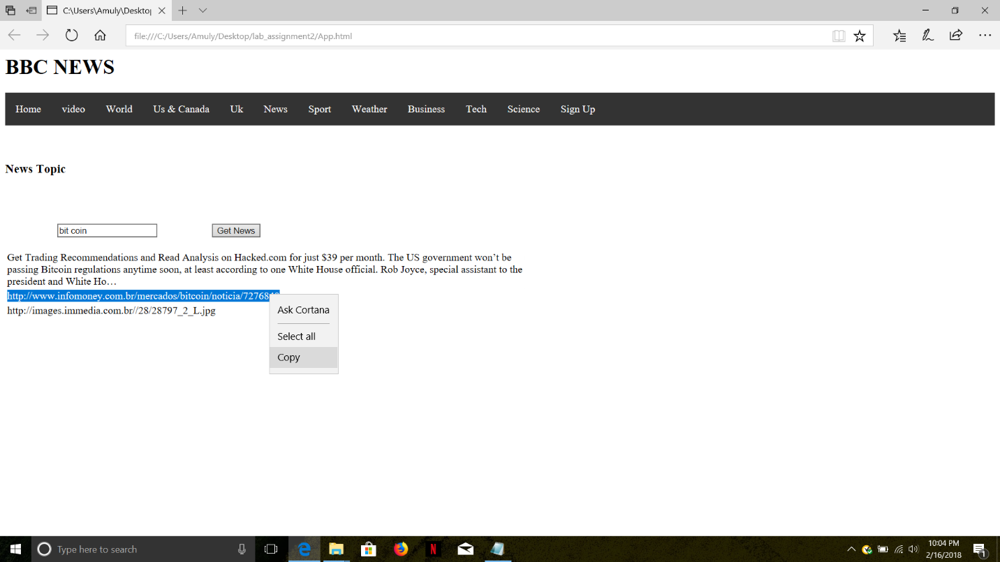 C:\Users\Amuly\Desktop
file:///C:/Users/Amuly/Desktop/lab_assignment2/App.html
BBC NEWS
Home video World Us & Canada Uk News Sport Weather Business Tech Science Sign Up
News Topic
bit coin Get News
Get Trading Recommendations and Read Analysis on Hacked.com for just $39 per month. The US government won’t be
passing Bitcoin regulations anytime soon, at least according to one White House official. Rob Joyce, special assistant to the
president and White Ho…
http://www.infomoney.com.br/mercados/bitcoin/noticia/72768
http://images.immedia.com.br//28/28797_2_L.jpg
Ask Cortana
Select all
Copy
Type here to search
N
10:04 PM
2/16/2018
1